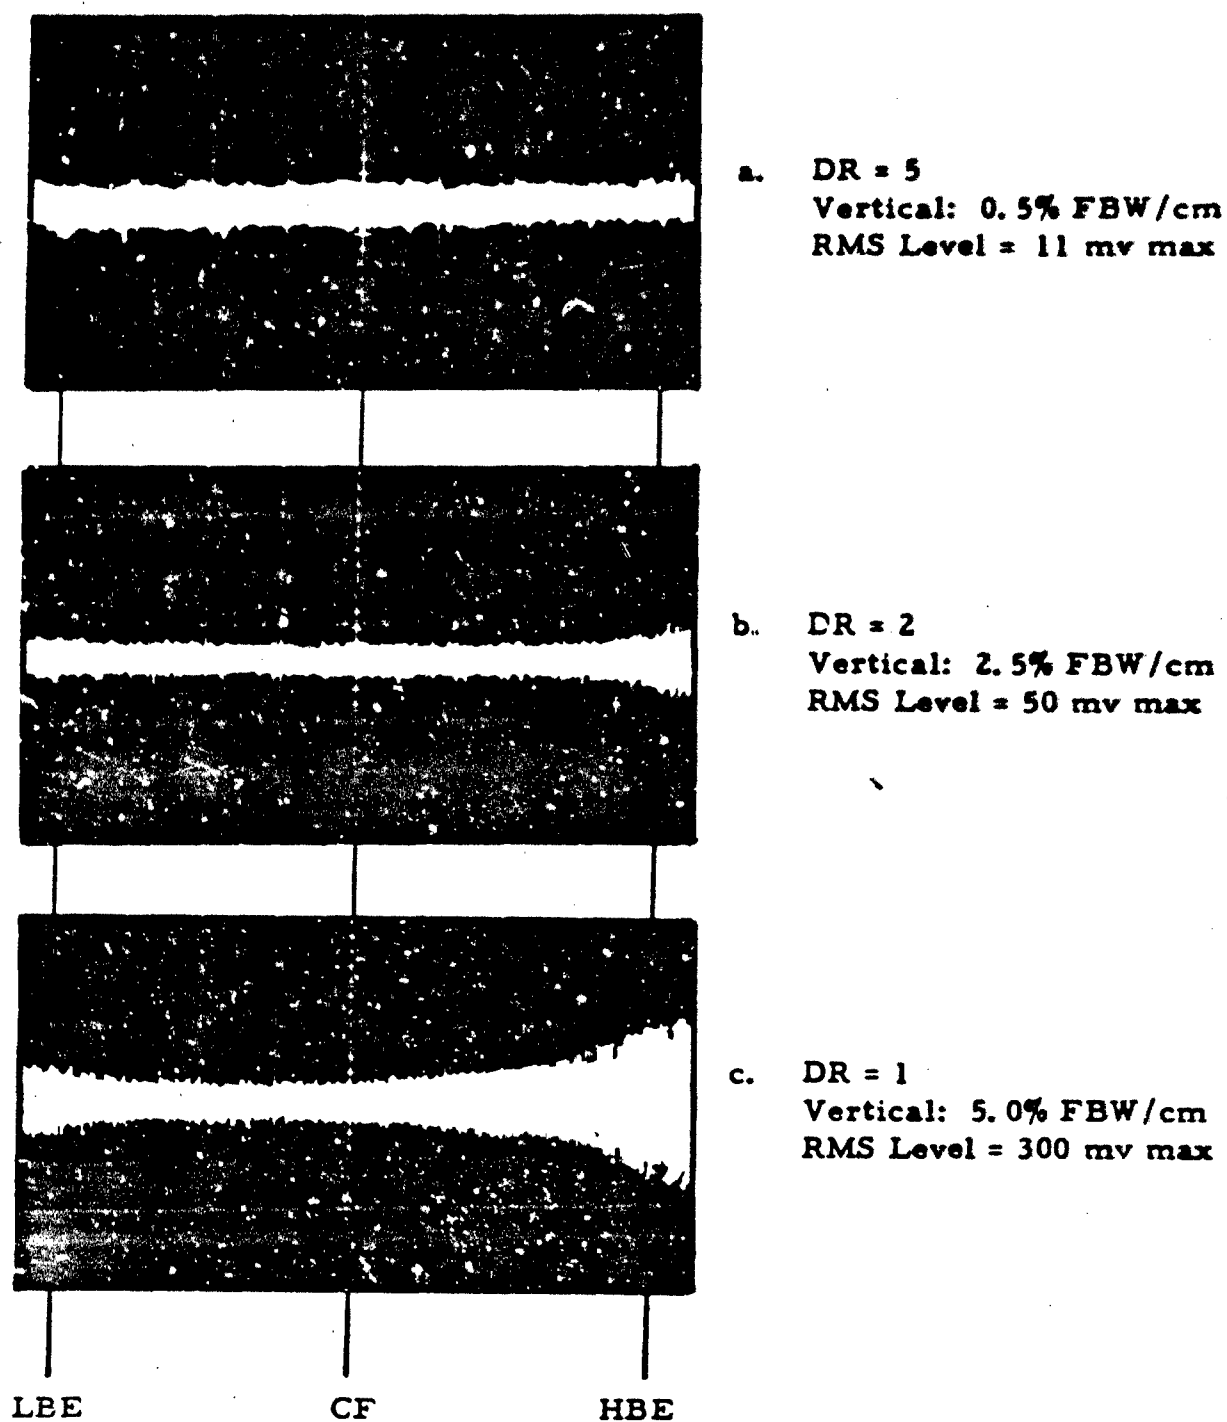 a. DR = 5
Vertical: 0.5% FBW/cm
RMS Level = 11 mv max
b. DR = 2
Vertical: 2.5% FBW/cm
RMS Level = 50 mv max
c. DR = 1
Vertical: 5.0% FBW/cm
RMS Level = 300 mv max
LBE CF HBE